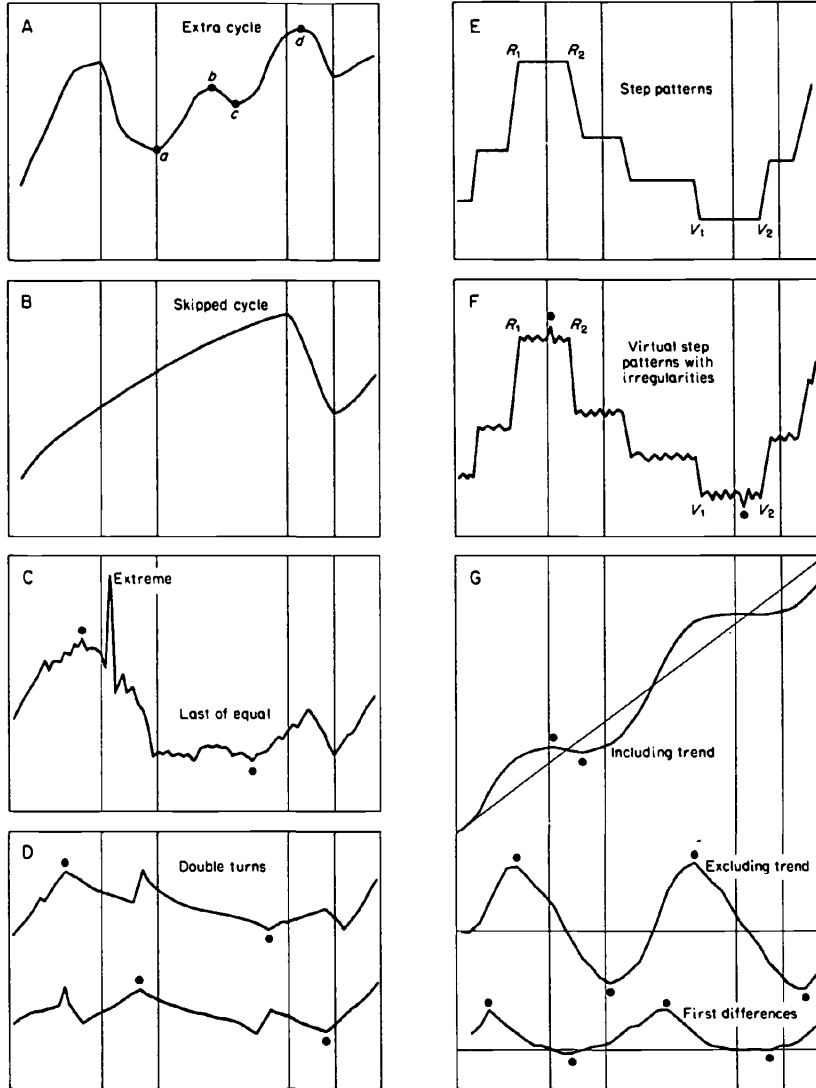 A
Extra cycle
a
b
c
d
B
Skipped cycle
C
Extreme
Last of equal
D
Double turns
E
R1 R2
Step patterns
V1 V2
F
R1 R2
Virtual step
patterns with
irregularities
V1 V2
G
Including trend
Excluding trend
First differences